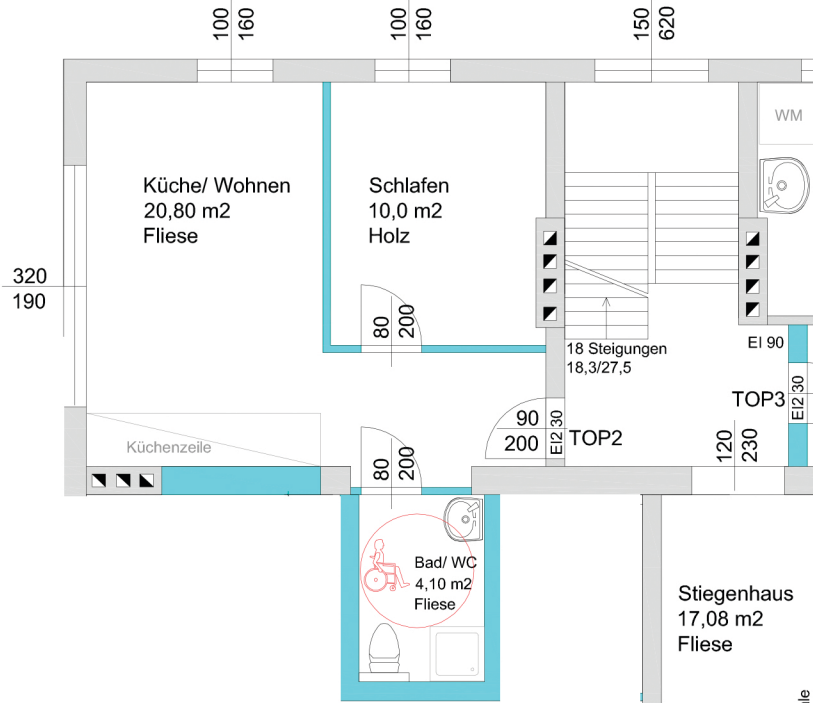 100
160
100
160
150
620
WM
Küche/ Wohnen
20,80 m2
Fliese
Schlafen
10,0 m2
Holz
320
190
80
200
18 Steigungen
18,3/27,5
EI 90
TOP3
EI2 30
90
200
EI2 30
TOP2
120
230
Küchenzeile
80
200
Bad/ WC
4,10 m2
Fliese
Stiegenhaus
17,08 m2
Fliese